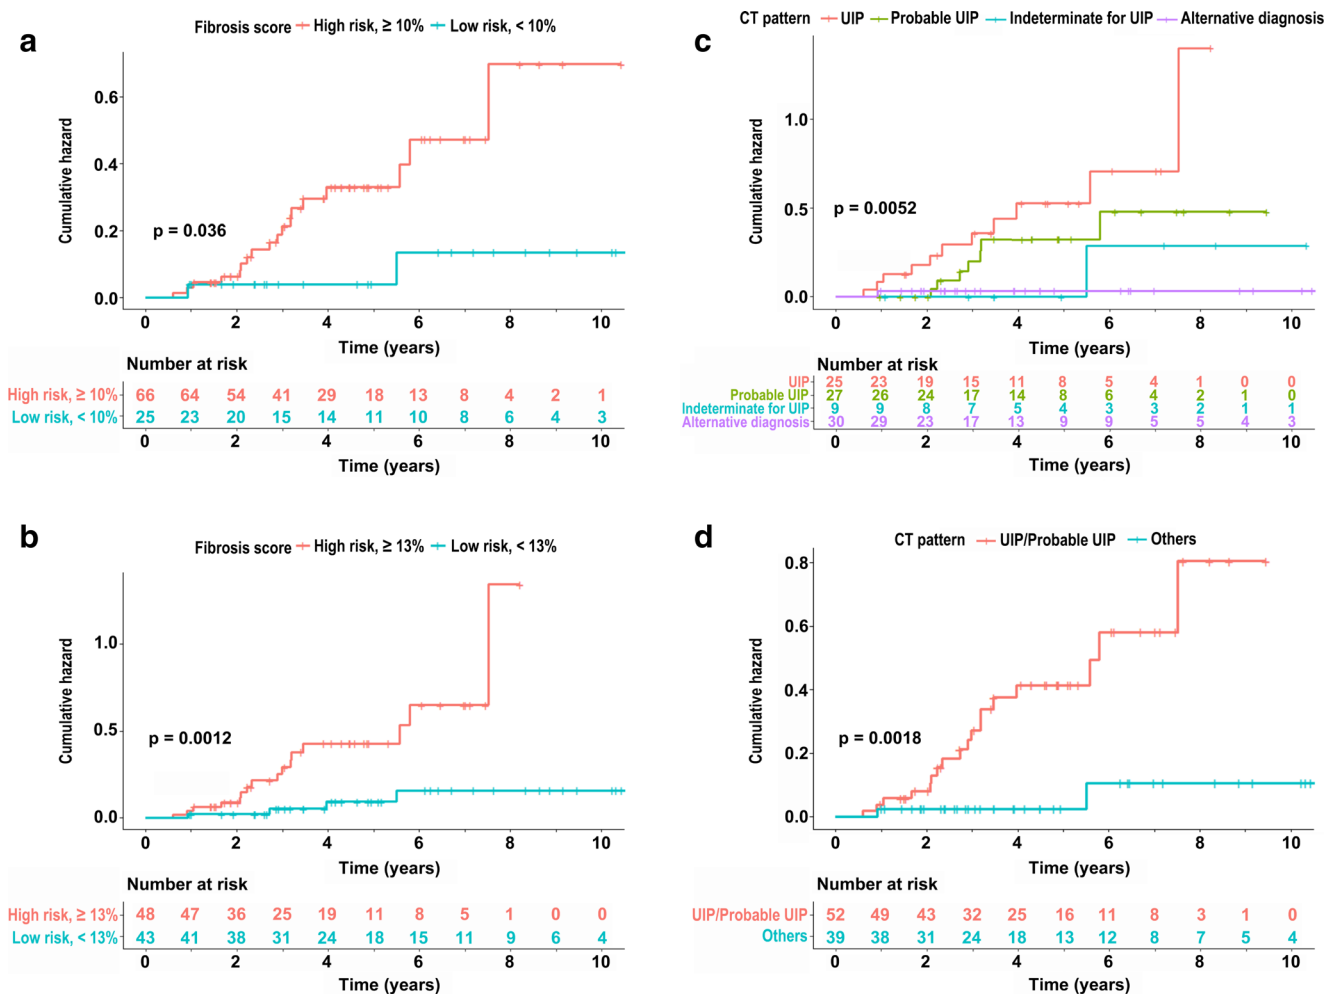 a
Fibrosis score High risk, ≥ 10% Low risk, < 10%
Cumulative hazard
0.6
0.4
0.2
0.0
p = 0.036
0 2 4 6 8 10
Time (years)
Number at risk
High risk, ≥ 10% 66 64 54 41 29 18 13 8 4 2 1
Low risk, < 10% 25 23 20 15 14 11 10 8 6 4 3
0 2 4 6 8 10
Time (years)
b
Fibrosis score High risk, ≥ 13% Low risk, < 13%
Cumulative hazard
1.0
0.5
0.0
p = 0.0012
0 2 4 6 8 10
Time (years)
Number at risk
High risk, ≥ 13% 48 47 36 25 19 11 8 5 1 0 0
Low risk, < 13% 43 41 38 31 24 18 15 11 9 6 4
0 2 4 6 8 10
Time (years)
c
CT pattern UIP Probable UIP Indeterminate for UIP Alternative diagnosis
Cumulative hazard
1.0
0.5
0.0
p = 0.0052
0 2 4 6 8 10
Time (years)
Number at risk
UIP 25 23 19 15 11 8 5 4 1 0 0
Probable UIP 27 26 24 17 14 8 6 4 2 1 0
Indeterminate for UIP 9 9 8 7 5 4 3 3 2 1 1
Alternative diagnosis 30 29 23 17 13 9 9 5 5 4 3
0 2 4 6 8 10
Time (years)
d
CT pattern UIP/Probable UIP Others
Cumulative hazard
0.8
0.6
0.4
0.2
0.0
p = 0.0018
0 2 4 6 8 10
Time (years)
Number at risk
UIP/Probable UIP 52 49 43 32 25 16 11 8 3 1 0
Others 39 38 31 24 18 13 12 8 7 5 4
0 2 4 6 8 10
Time (years)